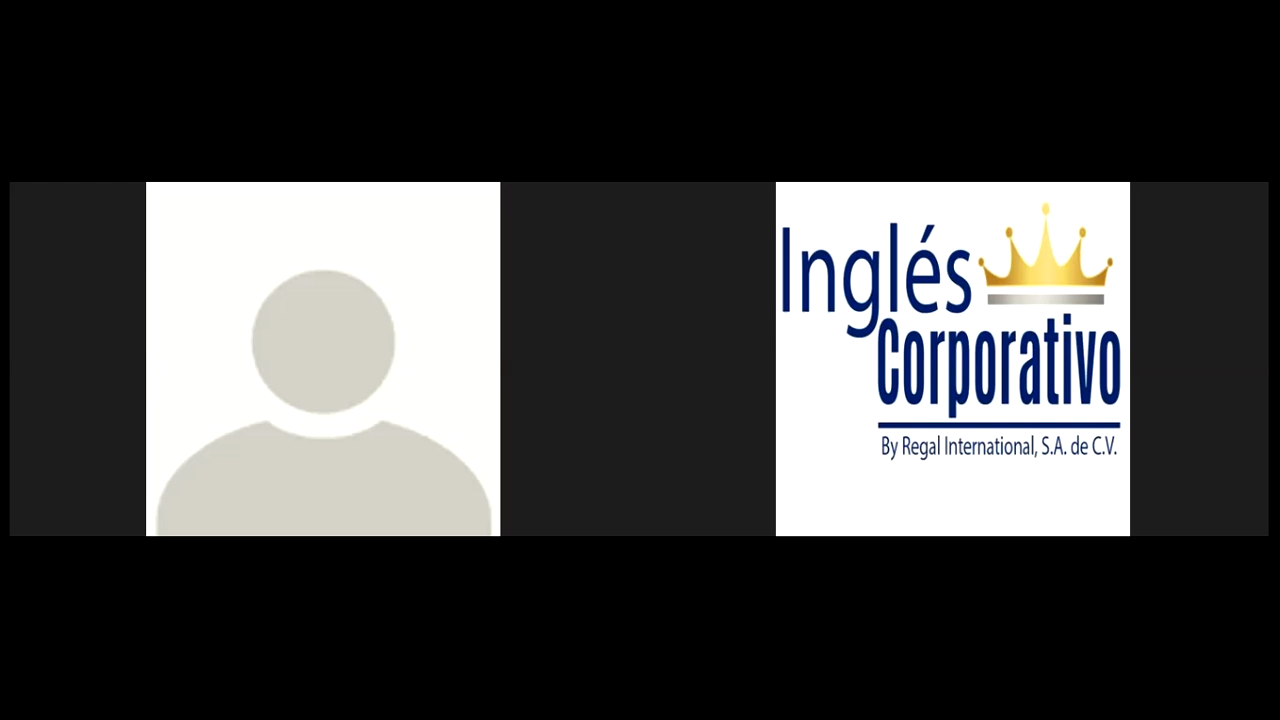 Inglés
Corporativo
By Regal International, S.A. de C.V.